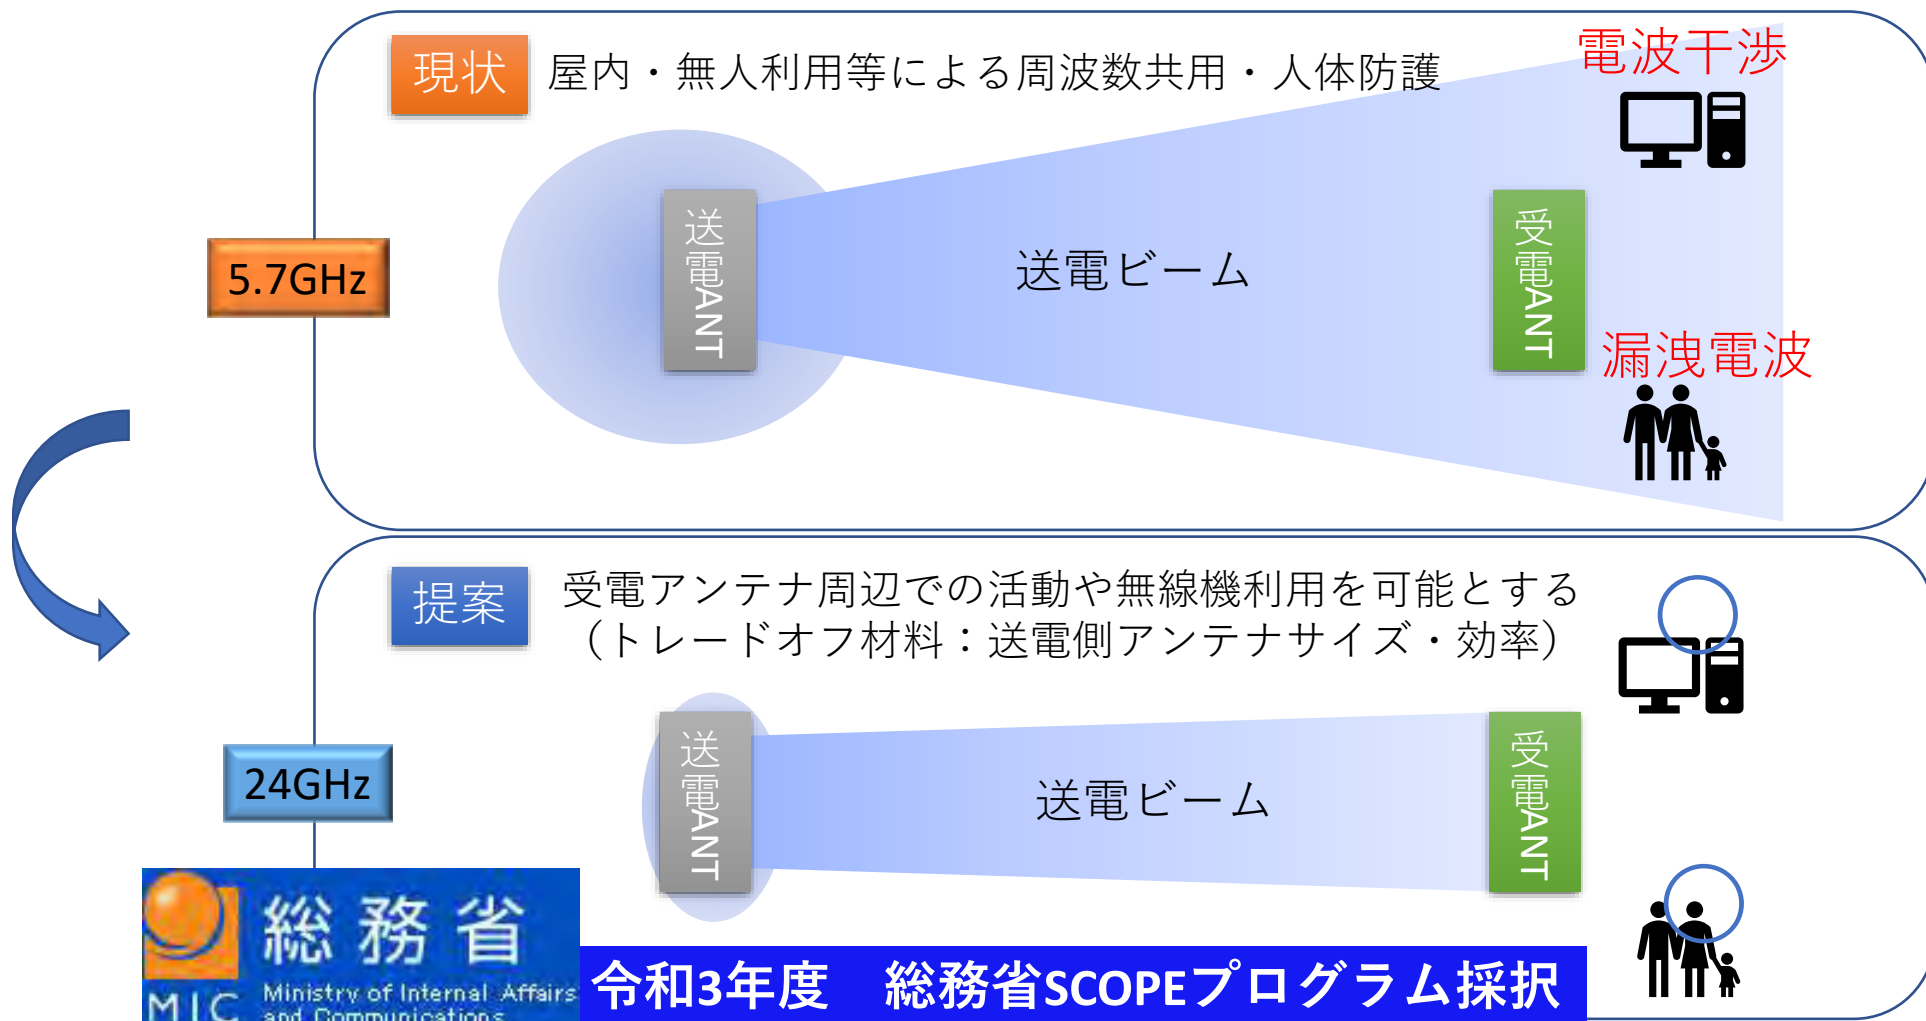 現状
屋内・無人利用等による周波数共用・人体防護
電波干渉
5.7GHz
送電ANT
送電ビーム
受電ANT
漏洩電波
提案
受電アンテナ周辺での活動や無線機利用を可能とする
（トレードオフ材料：送電側アンテナサイズ・効率）
24GHz
送電ANT
送電ビーム
受電ANT
総務省
MIC
Ministry of Internal Affairs
and Communications
令和3年度　総務省SCOPEプログラム採択